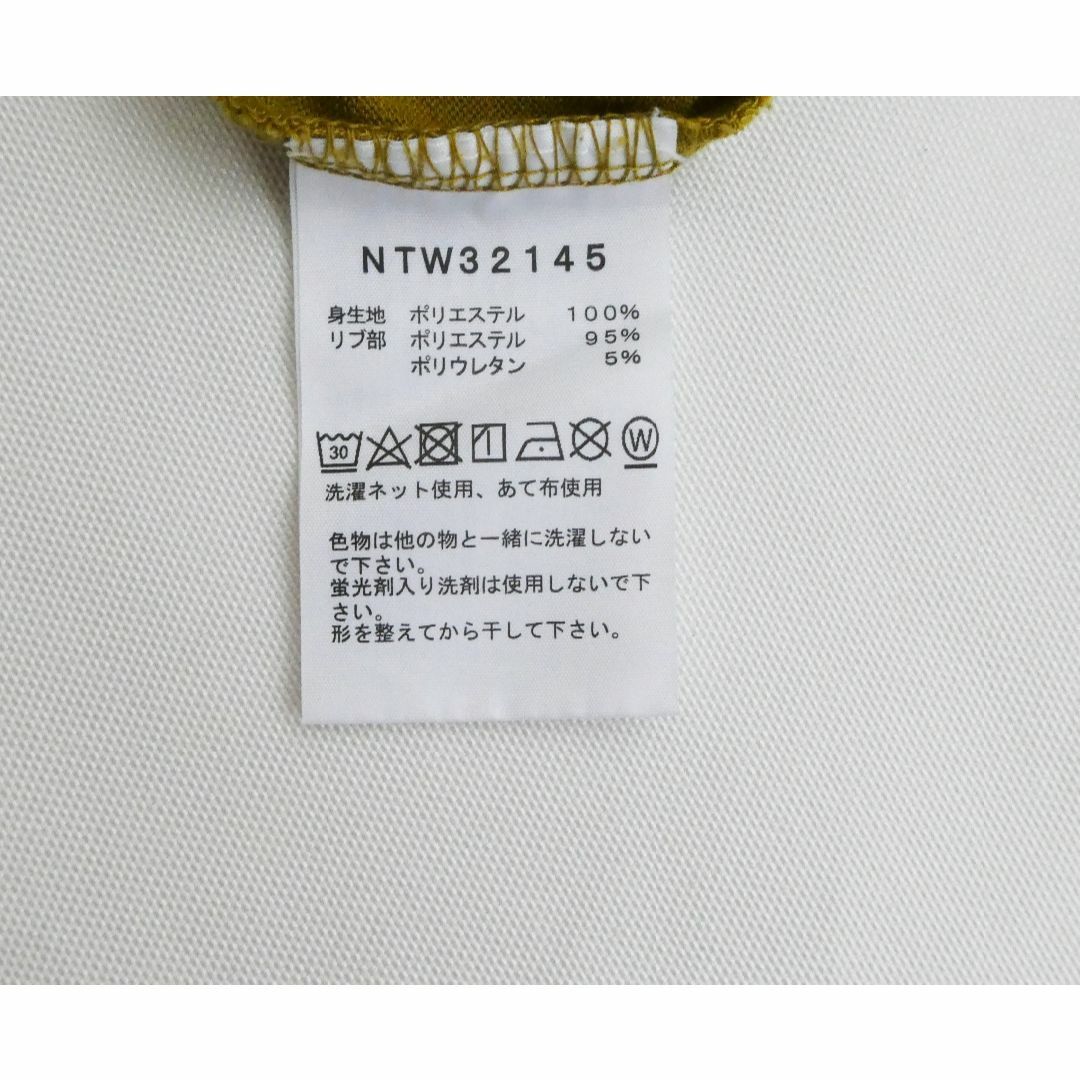 NTW32145
身生地 ポリエステル 100%
リブ部 ポリエステル 95%
ポリウレタン 5%
30 W
洗濯ネット使用、あて布使用
色物は他の物と一緒に洗濯しない
で下さい。
蛍光剤入り洗剤は使用しないで下
さい。
形を整えてから干して下さい。